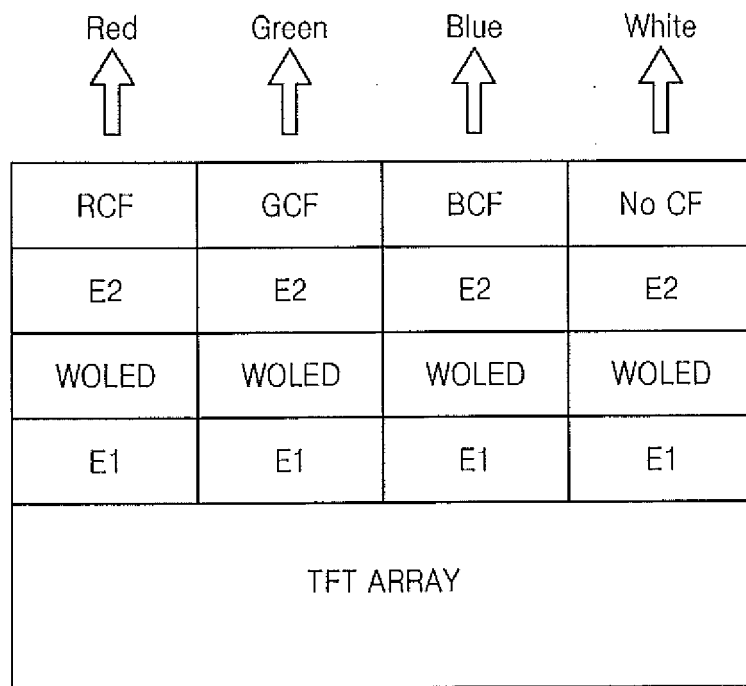 Red Green Blue White
RCF GCF BCF No CF
E2 E2 E2 E2
WOLED WOLED WOLED WOLED
E1 E1 E1 E1
TFT ARRAY